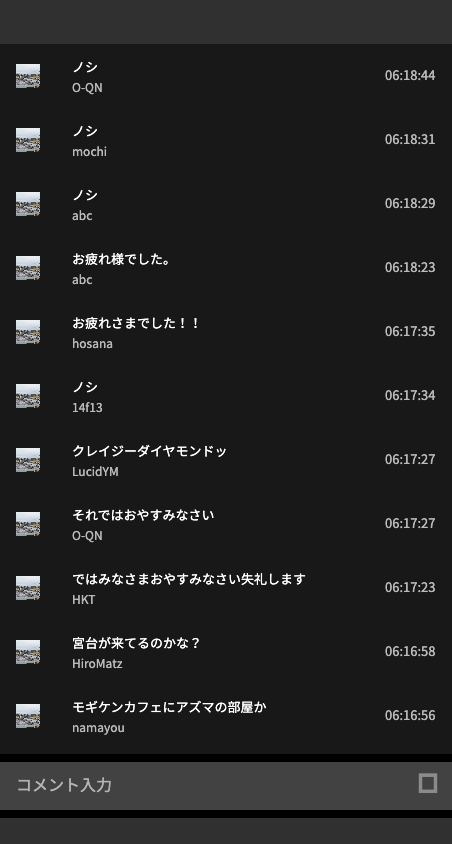 ノシ
O-QN
06:18:44
ノシ
mochi
06:18:31
ノシ
abc
06:18:29
お疲れ様でした。
abc
06:18:23
お疲れさまでした！！
hosana
06:17:35
ノシ
14f13
06:17:34
クレイジーダイヤモンドッ
LucidYM
06:17:27
それではおやすみなさい
O-QN
06:17:27
ではみなさまおやすみなさい失礼します
HKT
06:17:23
宮台が来てるのかな？
HiroMatz
06:16:58
モギケンカフェにアズマの部屋か
namayou
06:16:56
コメント入力